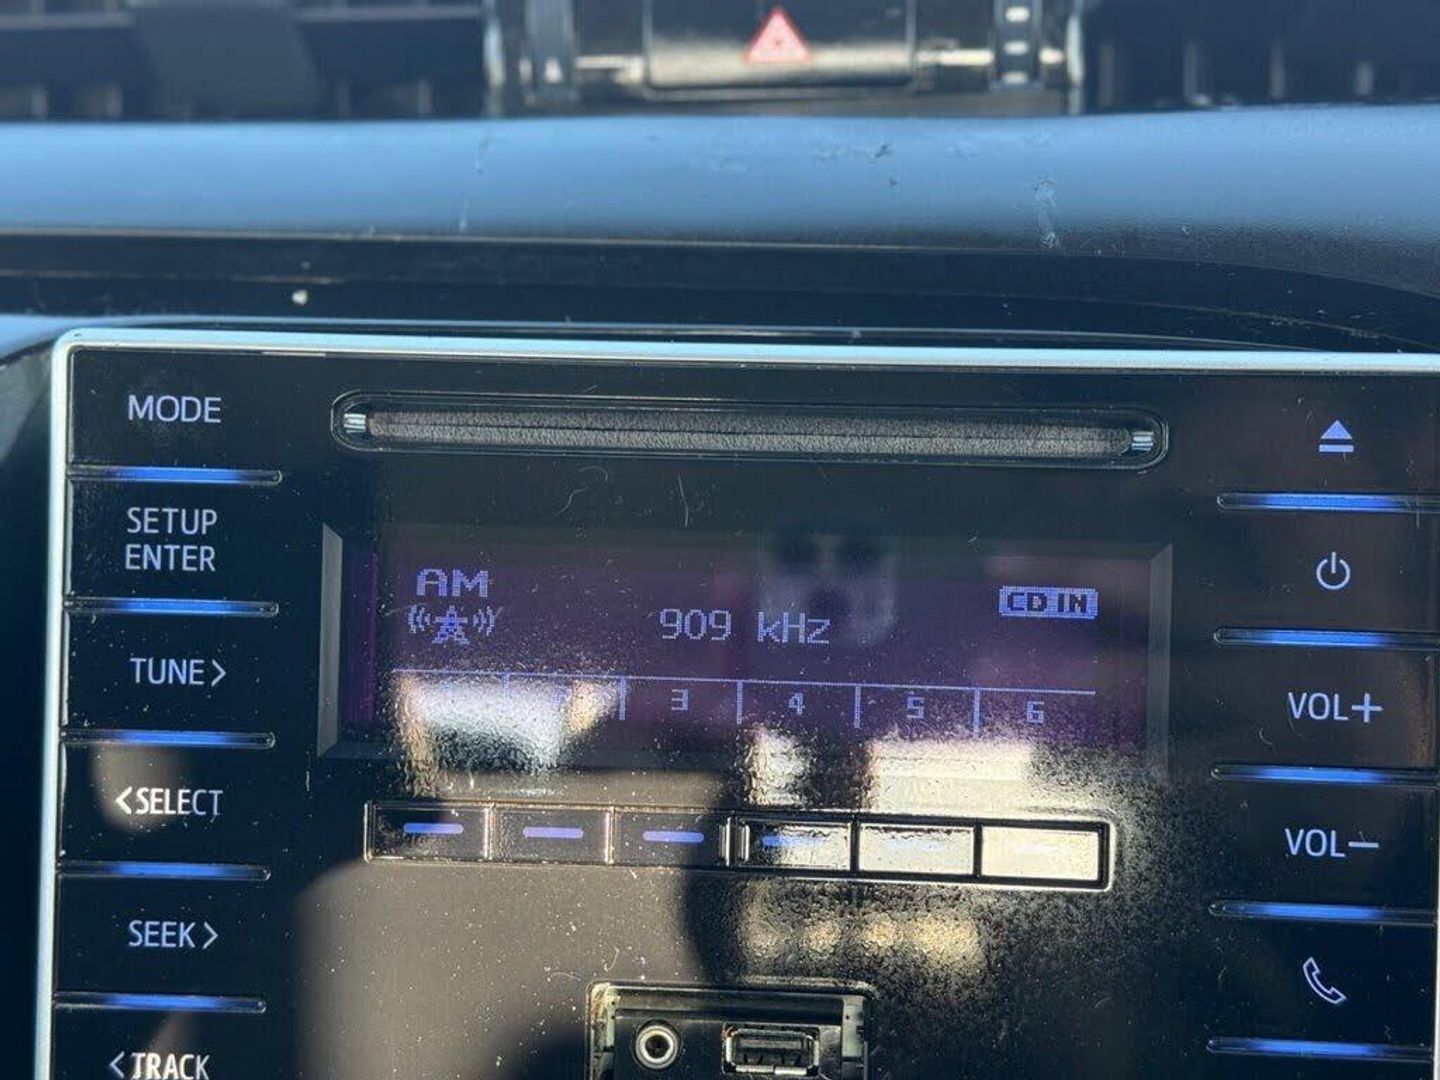 MODE
SETUP
ENTER
TUNE>
<SELECT
SEEK>
<TRACK
AM
909 kHz
CD IN
3 4 5 6
VOL+
VOL−